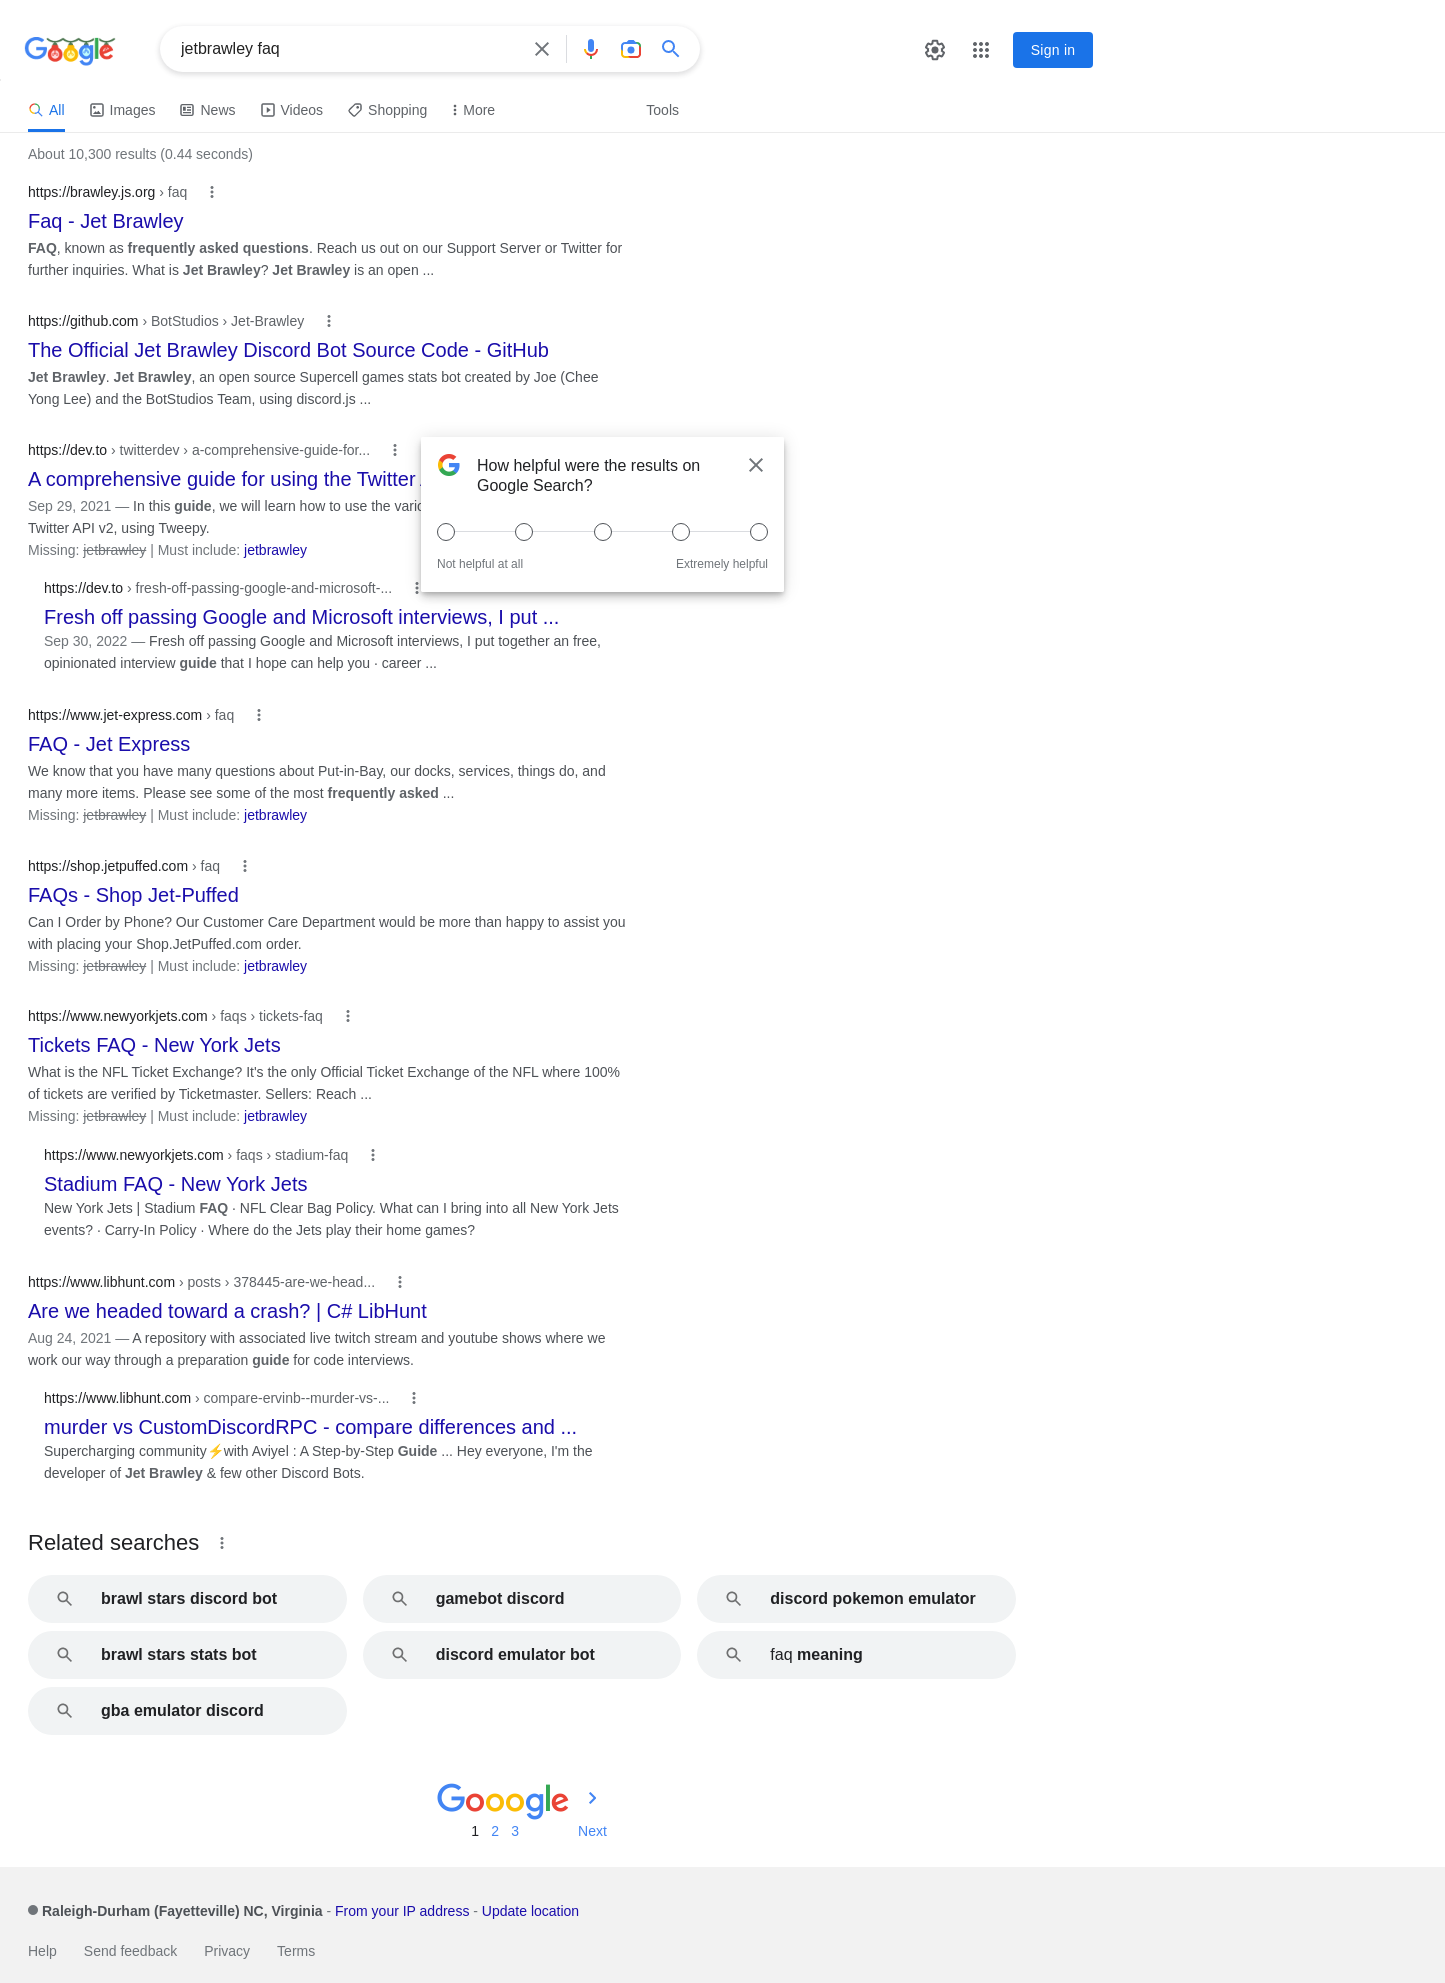 Google
jetbrawley faq
Sign in
All
Images
News
Videos
Shopping
More
Tools
About 10,300 results (0.44 seconds)
https://brawley.js.org › faq
Faq - Jet Brawley
FAQ, known as frequently asked questions. Reach us out on our Support Server or Twitter for
further inquiries. What is Jet Brawley? Jet Brawley is an open ...
https://github.com › BotStudios › Jet-Brawley
The Official Jet Brawley Discord Bot Source Code - GitHub
Jet Brawley. Jet Brawley, an open source Supercell games stats bot created by Joe (Chee
Yong Lee) and the BotStudios Team, using discord.js ...
https://dev.to › twitterdev › a-comprehensive-guide-for...
A comprehensive guide for using the Twitter
Sep 29, 2021 — In this guide, we will learn how to use the
Twitter API v2, using Tweepy.
Missing: jetbrawley | Must include: jetbrawley
How helpful were the results on
Google Search?
Not helpful at all
Extremely helpful
https://dev.to › fresh-off-passing-google-and-microsoft-...
Fresh off passing Google and Microsoft interviews, I put ...
Sep 30, 2022 — Fresh off passing Google and Microsoft interviews, I put together an free,
opinionated interview guide that I hope can help you · career ...
https://www.jet-express.com › faq
FAQ - Jet Express
We know that you have many questions about Put-in-Bay, our docks, services, things do, and
many more items. Please see some of the most frequently asked ...
Missing: jetbrawley | Must include: jetbrawley
https://shop.jetpuffed.com › faq
FAQs - Shop Jet-Puffed
Can I Order by Phone? Our Customer Care Department would be more than happy to assist you
with placing your Shop.JetPuffed.com order.
Missing: jetbrawley | Must include: jetbrawley
https://www.newyorkjets.com › faqs › tickets-faq
Tickets FAQ - New York Jets
What is the NFL Ticket Exchange? It's the only Official Ticket Exchange of the NFL where 100%
of tickets are verified by Ticketmaster. Sellers: Reach ...
Missing: jetbrawley | Must include: jetbrawley
https://www.newyorkjets.com › faqs › stadium-faq
Stadium FAQ - New York Jets
New York Jets | Stadium FAQ · NFL Clear Bag Policy. What can I bring into all New York Jets
events? · Carry-In Policy · Where do the Jets play their home games?
https://www.libhunt.com › posts › 378445-are-we-head...
Are we headed toward a crash? | C# LibHunt
Aug 24, 2021 — A repository with associated live twitch stream and youtube shows where we
work our way through a preparation guide for code interviews.
https://www.libhunt.com › compare-ervinb--murder-vs-...
murder vs CustomDiscordRPC - compare differences and ...
Supercharging community⚡with Aviyel : A Step-by-Step Guide ... Hey everyone, I'm the
developer of Jet Brawley & few other Discord Bots.
Related searches
brawl stars discord bot
gamebot discord
discord pokemon emulator
brawl stars stats bot
discord emulator bot
faq meaning
gba emulator discord
Gooogle
1 2 3 Next
Raleigh-Durham (Fayetteville) NC, Virginia - From your IP address - Update location
Help Send feedback Privacy Terms